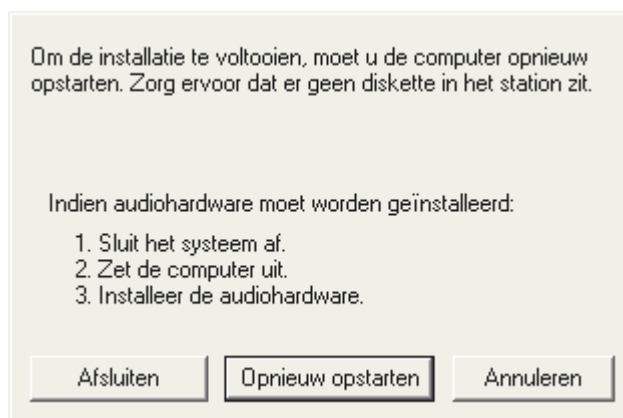 Om de installatie te voltooien, moet u de computer opnieuw
opstarten. Zorg ervoor dat er geen diskette in het station zit.
Indien audiohardware moet worden geïnstalleerd:
1. Sluit het systeem af.
2. Zet de computer uit.
3. Installeer de audiohardware.
Afsluiten Opnieuw opstarten Annuleren